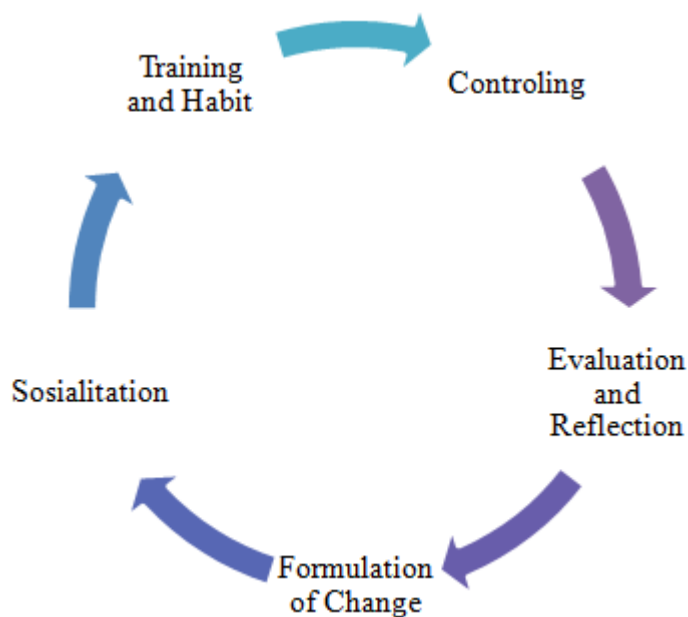 Training
and Habit
Controling
Evaluation
and
Reflection
Formulation
of Change
Sosialitation